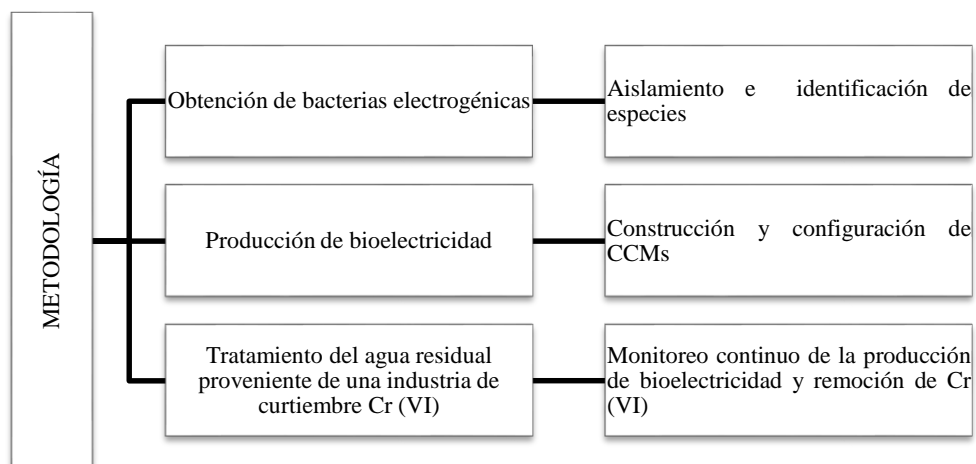 METODOLOGÍA
Obtención de bacterias electrogénicas
Aislamiento e identificación de
especies
Producción de bioelectricidad
Construcción y configuración de
CCMs
Tratamiento del agua residual
proveniente de una industria de
curtiembre Cr (VI)
Monitoreo continuo de la producción
de bioelectricidad y remoción de Cr
(VI)